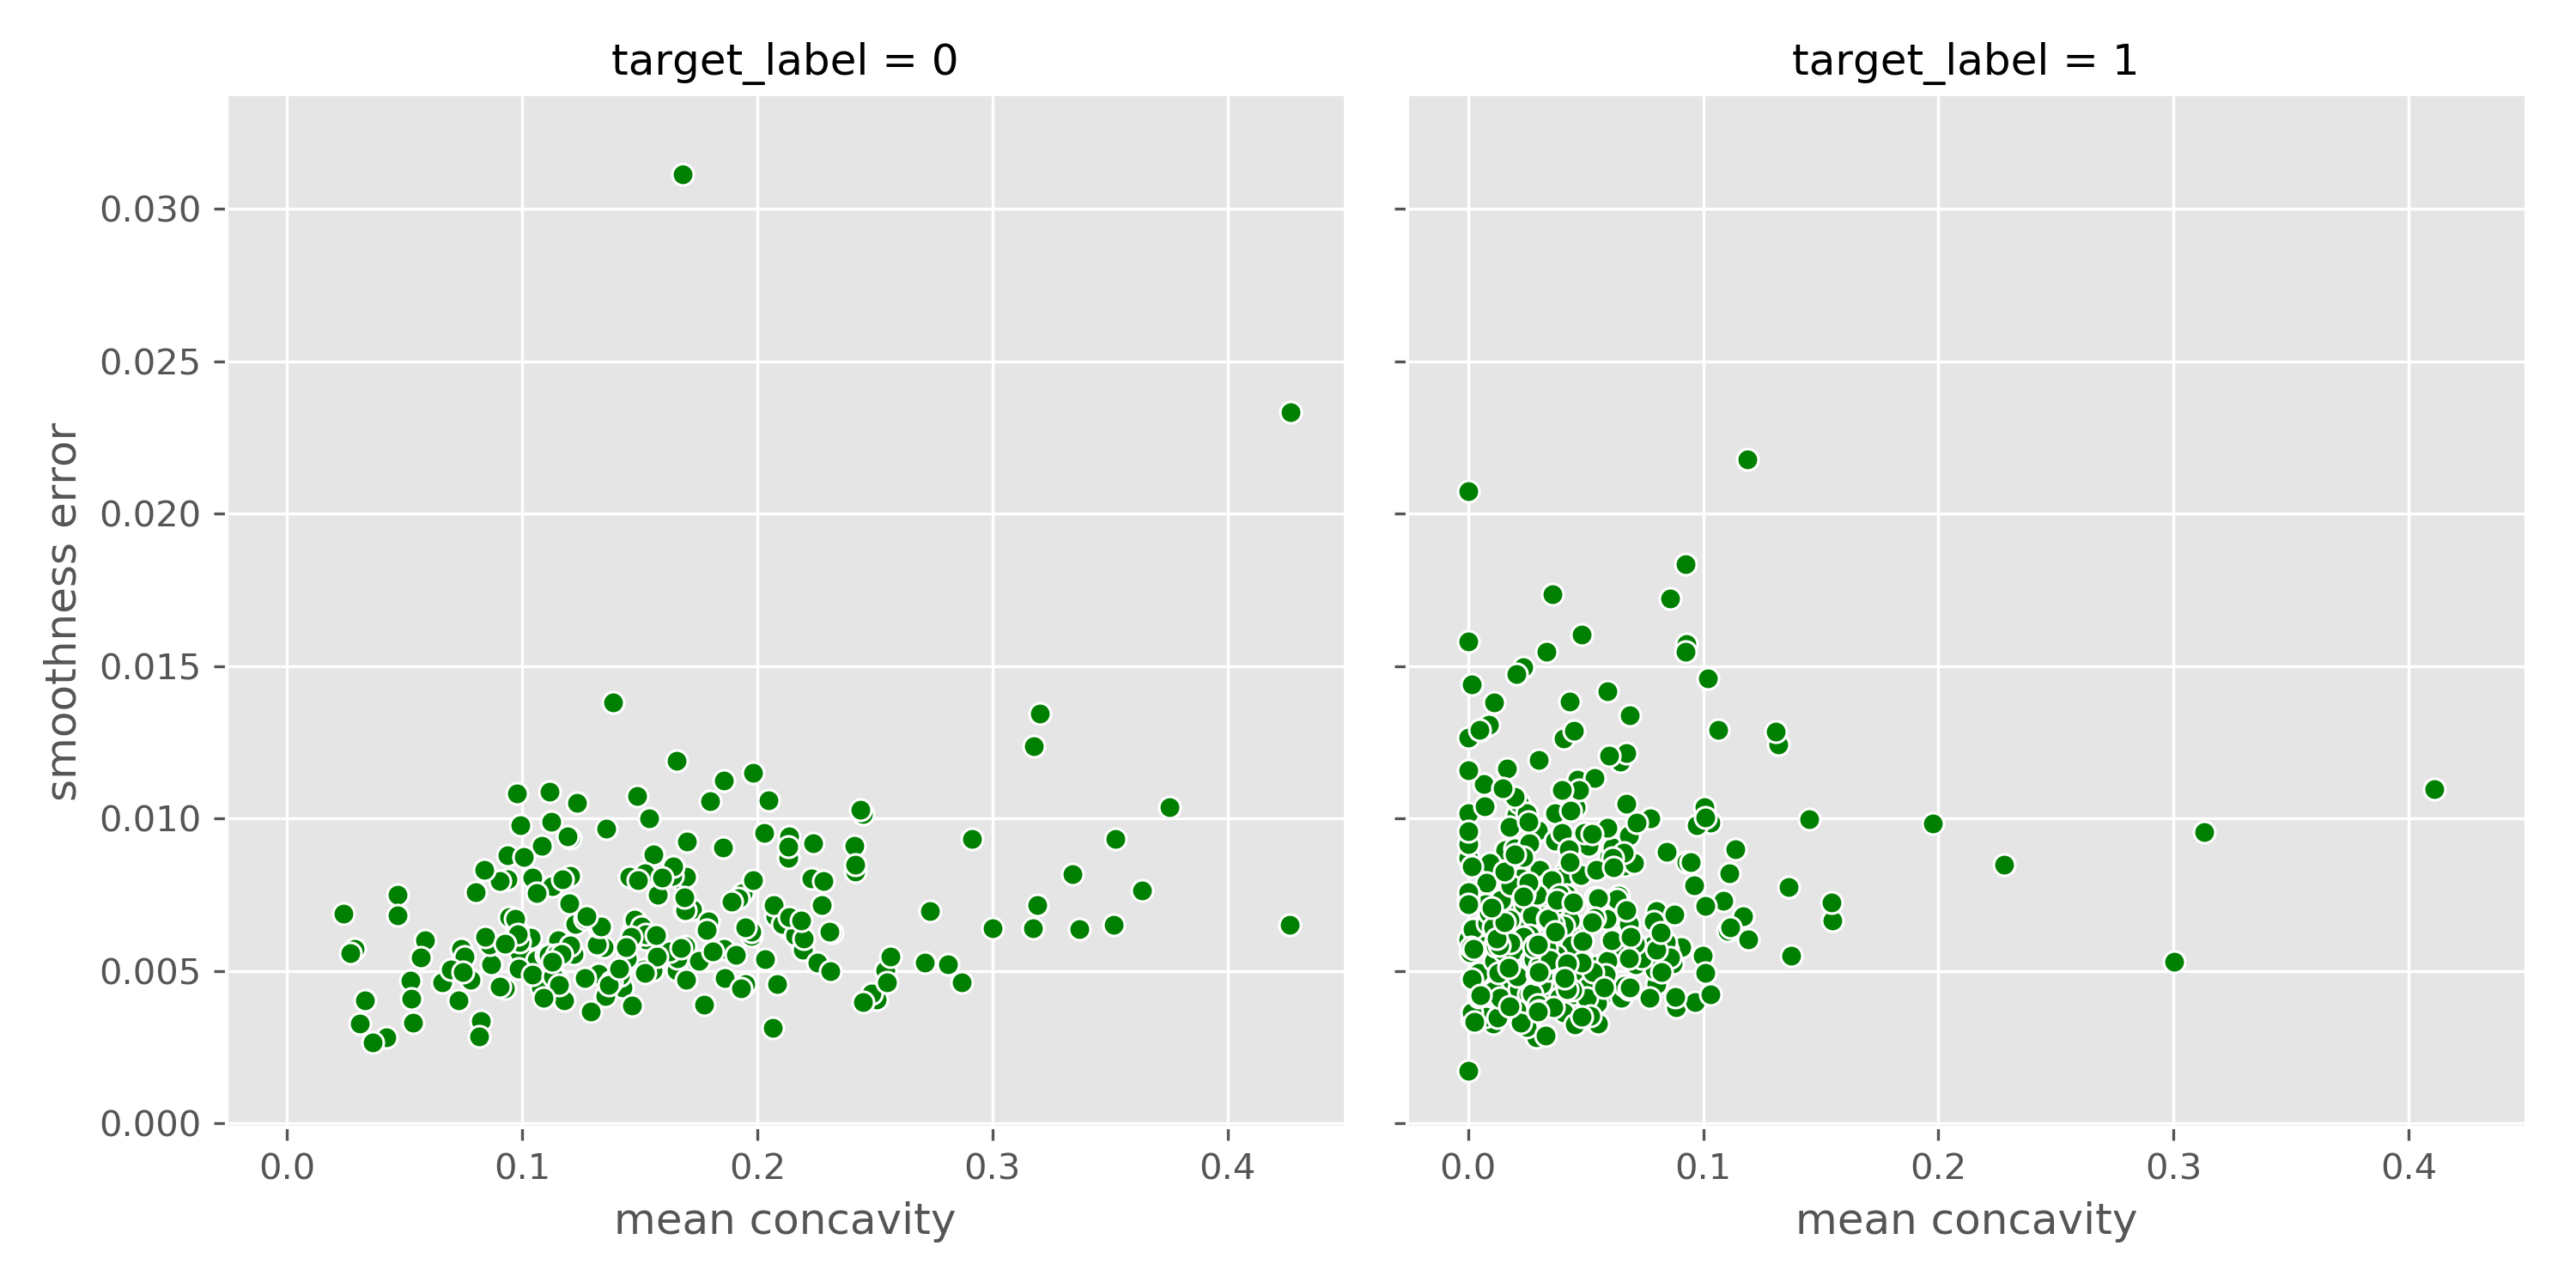 target_label = 0
target_label = 1
smoothness error
0.030
0.025
0.020
0.015
0.010
0.005
0.000
0.0 0.1 0.2 0.3 0.4
0.0 0.1 0.2 0.3 0.4
mean concavity
mean concavity